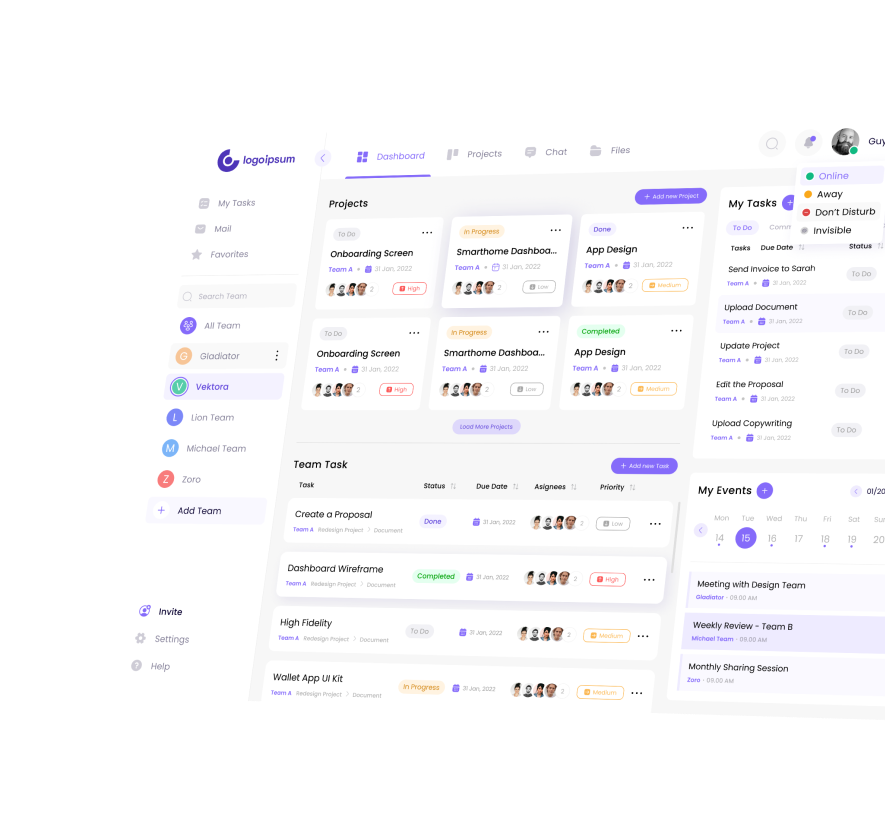 logoipsum
Dashboard
Projects
Chat
Files
Guy
Online
Away
Don't Disturb
Invisible
My Tasks
Mail
Favorites
Search Team
All Team
G Gladiator
V Vektora
L Lion Team
M Michael Team
Z Zoro
+ Add Team
Invite
Settings
Help
Projects
+ Add new Project
To Do
Onboarding Screen
Team A 31 Jan, 2022
2 High
In Progress
Smarthome Dashboa...
Team A 31 Jan, 2022
2 Low
Done
App Design
Team A 31 Jan, 2022
2 Medium
To Do
Onboarding Screen
Team A 31 Jan, 2022
2 High
In Progress
Smarthome Dashboa...
Team A 31 Jan, 2022
2 Low
Completed
App Design
Team A 31 Jan, 2022
2 Medium
Load More Projects
Team Task
+ Add new Task
Task Status Due Date Asignees Priority
Create a Proposal
Team A Redesign Project > Document
Done 31 Jan, 2022 2 Low
Dashboard Wireframe
Team A Redesign Project > Document
Completed 31 Jan, 2022 2 High
High Fidelity
Team A Redesign Project > Document
To Do 31 Jan, 2022 2 Medium
Wallet App UI Kit
Team A Redesign Project > Document
In Progress 31 Jan, 2022 2 Medium
My Tasks +
To Do Comm
Tasks Due Date Status
Send Invoice to Sarah
Team A 31 Jan, 2022
To Do
Upload Document
Team A 31 Jan, 2022
To Do
Update Project
Team A 31 Jan, 2022
To Do
Edit the Proposal
Team A 31 Jan, 2022
To Do
Upload Copywriting
Team A 31 Jan, 2022
To Do
My Events + < 01/20
Mon Tue Wed Thu Fri Sat Sun
14 15 16 17 18 19 20
Meeting with Design Team
Gladiator - 09.00 AM
Weekly Review - Team B
Michael Team - 09.00 AM
Monthly Sharing Session
Zoro - 09.00 AM